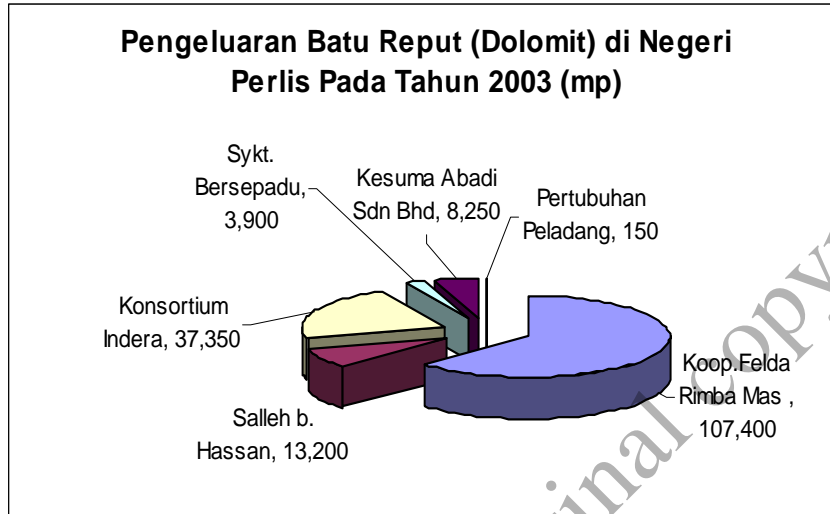 Pengeluaran Batu Reput (Dolomit) di Negeri
Perlis Pada Tahun 2003 (mp)
Sykt.
Bersepadu,
3,900
Kesuma Abadi
Sdn Bhd, 8,250
Pertubuhan
Peladang, 150
Konsortium
Indera, 37,350
Salleh b.
Hassan, 13,200
Koop.Felda
Rimba Mas ,
107,400